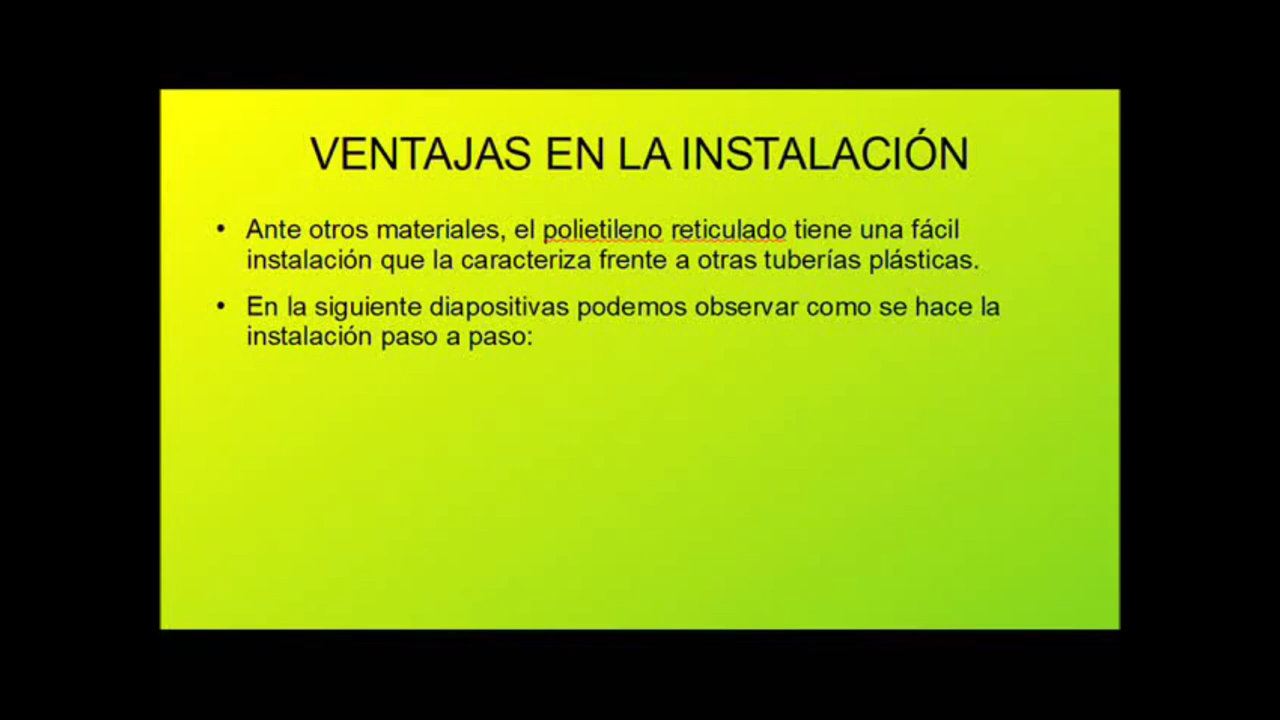 VENTAJAS EN LA INSTALACIÓN
• Ante otros materiales, el polietileno reticulado tiene una fácil
instalación que la caracteriza frente a otras tuberías plásticas.
• En la siguiente diapositivas podemos observar como se hace la
instalación paso a paso: